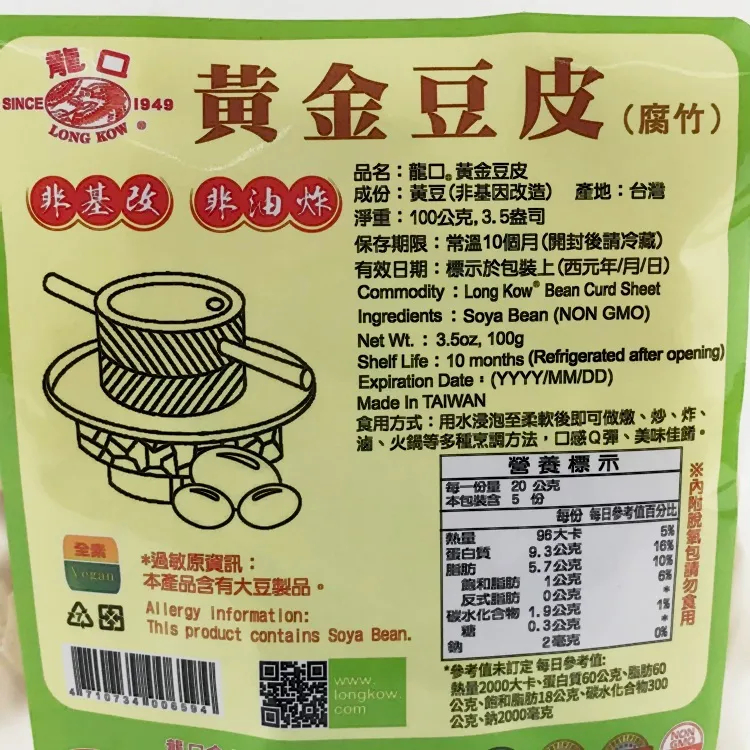 龍口
SINCE 1949
LONG KOW ®
黃金豆皮(腐竹)
非基改 非油炸
品名：龍口®黃金豆皮
成份：黃豆(非基因改造) 產地：台灣
淨重：100公克, 3.5盎司
保存期限：常溫10個月(開封後請冷藏)
有效日期：標示於包裝上(西元年/月/日)
Commodity：Long Kow® Bean Curd Sheet
Ingredients：Soya Bean (NON GMO)
Net Wt.：3.5oz, 100g
Shelf Life：10 months (Refrigerated after opening)
Expiration Date：(YYYY/MM/DD)
Made In TAIWAN
食用方式：用水浸泡至柔軟後即可做燉、炒、炸、
滷、火鍋等多種烹調方法，口感Q彈、美味佳餚。
營養標示
每一份量 20 公克
本包裝含 5 份
每份 每日參考值百分比
熱量 96大卡 5%
蛋白質 9.3公克 16%
脂肪 5.7公克 10%
飽和脂肪 1公克 6%
反式脂肪 0公克 *
碳水化合物 1.9公克 1%
糖 0.3公克 *
鈉 2毫克 0%
*參考值未訂定 每日參考值:
熱量2000大卡、蛋白質60公克、脂肪60
公克、飽和脂肪18公克、碳水化合物300
公克、鈉2000毫克
※內附脫氧包請勿食用
全素
Vegan
*過敏原資訊：
本產品含有大豆製品。
Allergy Information:
This product contains Soya Bean.
4 710734 006594
www.
longkow.
com
NON
GMO